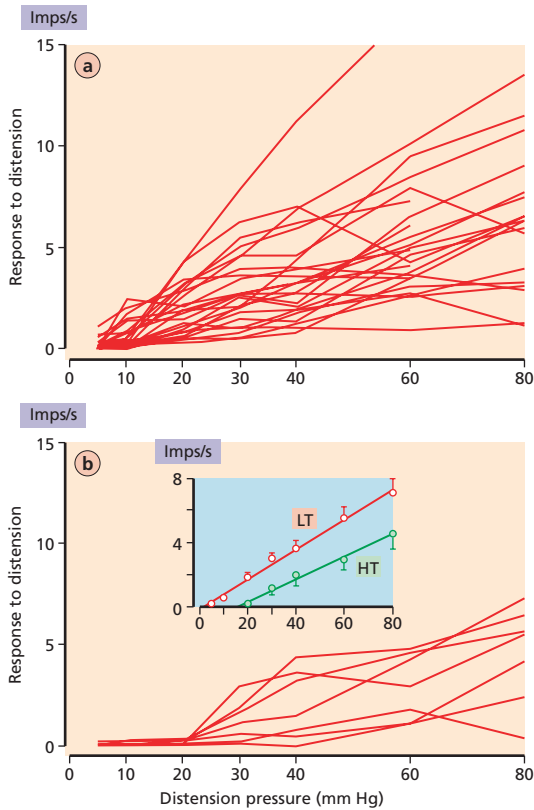 Imps/s
15
a
10
5
0
Response to distension
0 10 20 30 40 60 80
Imps/s
15
b
10
5
0
Response to distension
Imps/s
8
4
0
LT
HT
0 20 40 60 80
0 10 20 30 40 60 80
Distension pressure (mm Hg)